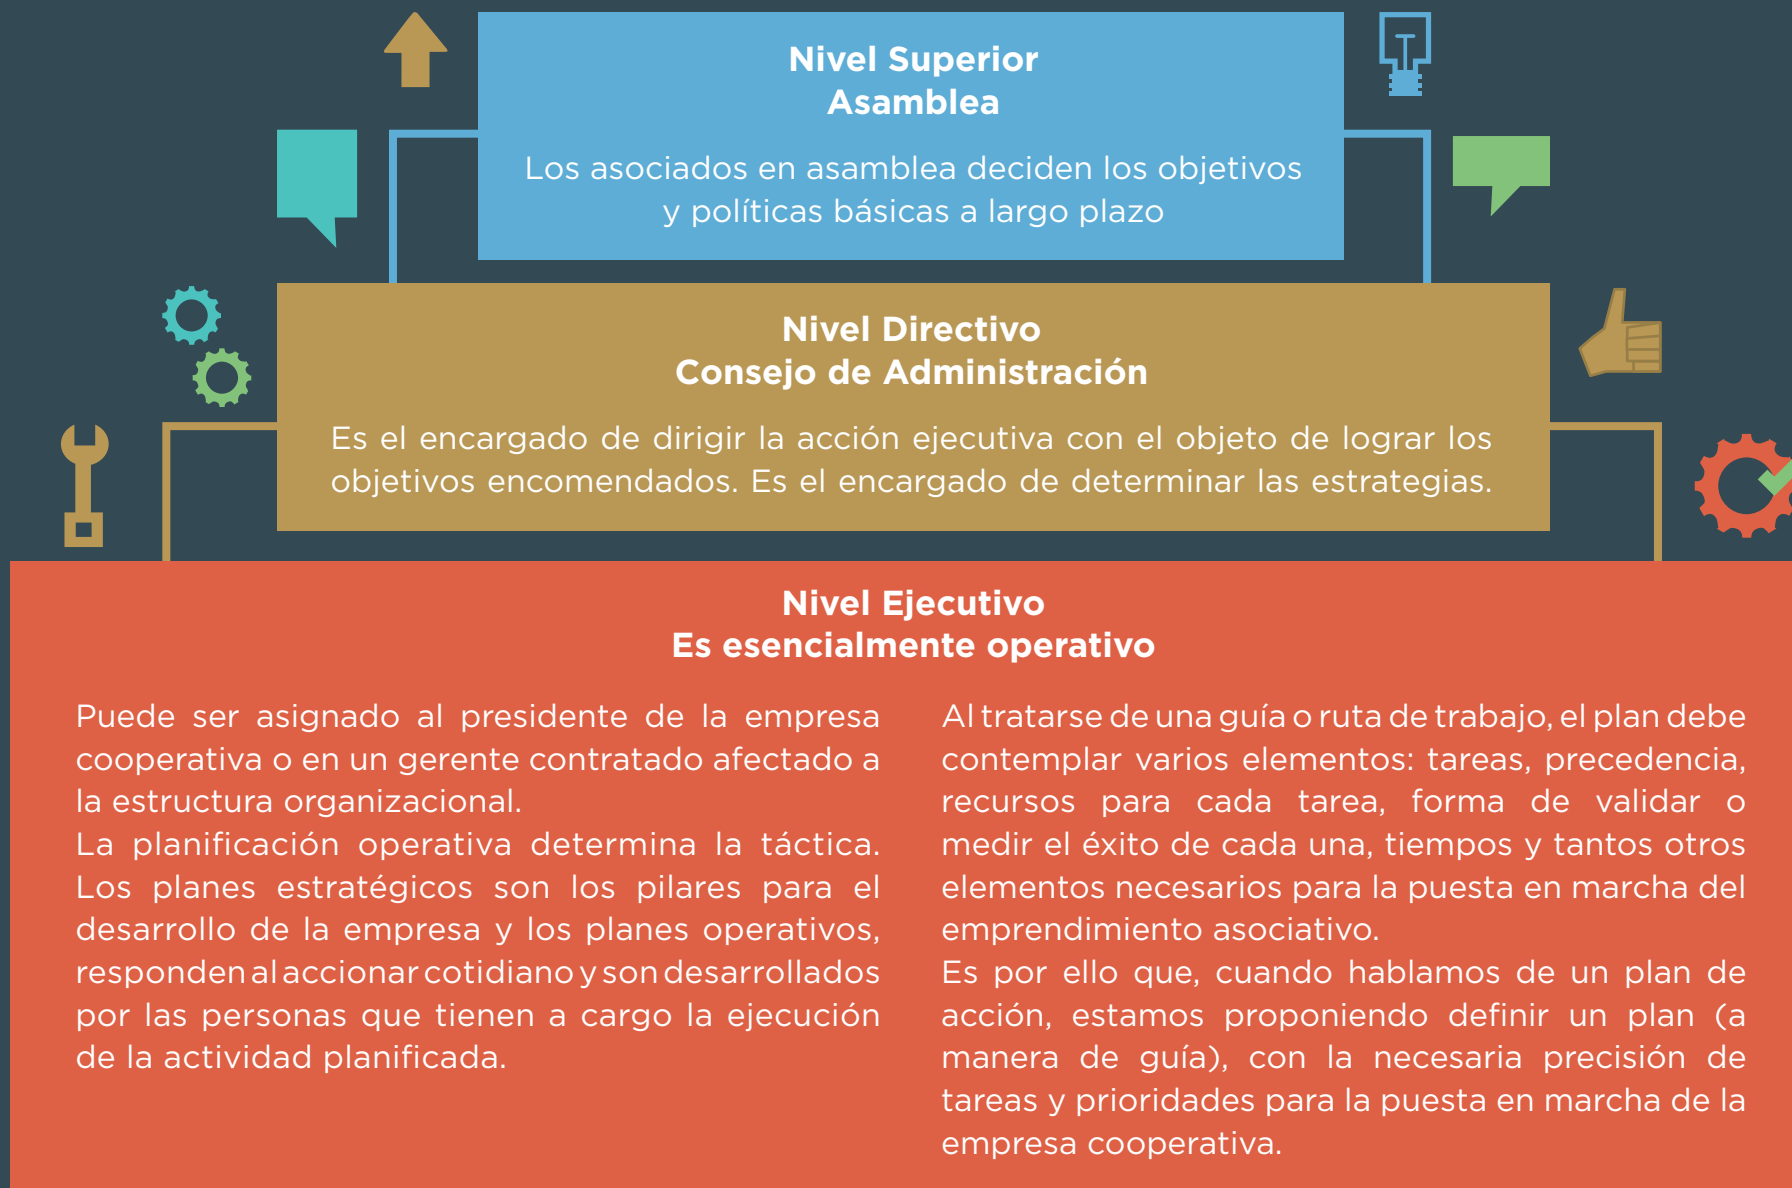 Nivel Superior
Asamblea
Los asociados en asamblea deciden los objetivos
y políticas básicas a largo plazo
Nivel Directivo
Consejo de Administración
Es el encargado de dirigir la acción ejecutiva con el objeto de lograr los
objetivos encomendados. Es el encargado de determinar las estrategias.
Nivel Ejecutivo
Es esencialmente operativo
Puede ser asignado al presidente de la empresa
cooperativa o en un gerente contratado afectado a
la estructura organizacional.
La planificación operativa determina la táctica.
Los planes estratégicos son los pilares para el
desarrollo de la empresa y los planes operativos,
responden al accionar cotidiano y son desarrollados
por las personas que tienen a cargo la ejecución
de la actividad planificada.
Al tratarse de una guía o ruta de trabajo, el plan debe
contemplar varios elementos: tareas, precedencia,
recursos para cada tarea, forma de validar o
medir el éxito de cada una, tiempos y tantos otros
elementos necesarios para la puesta en marcha del
emprendimiento asociativo.
Es por ello que, cuando hablamos de un plan de
acción, estamos proponiendo definir un plan (a
manera de guía), con la necesaria precisión de
tareas y prioridades para la puesta en marcha de la
empresa cooperativa.